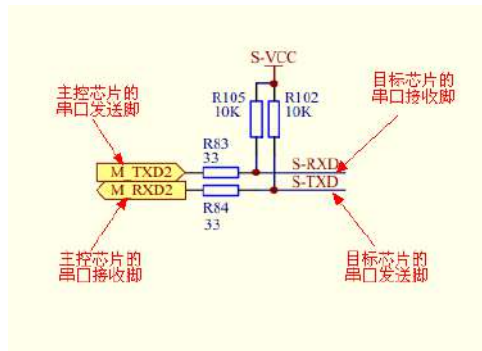 S-VCC
主控芯片的
串口发送脚
目标芯片的
串口接收脚
R105
10K
R102
10K
R83
33
M_TXD2
S-RXD
M_RXD2
S-TXD
R84
33
主控芯片的
串口接收脚
目标芯片的
串口发送脚